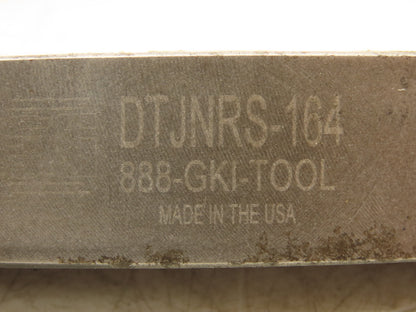 DTJNRS-164
888-GKI-TOOL
MADE IN THE USA